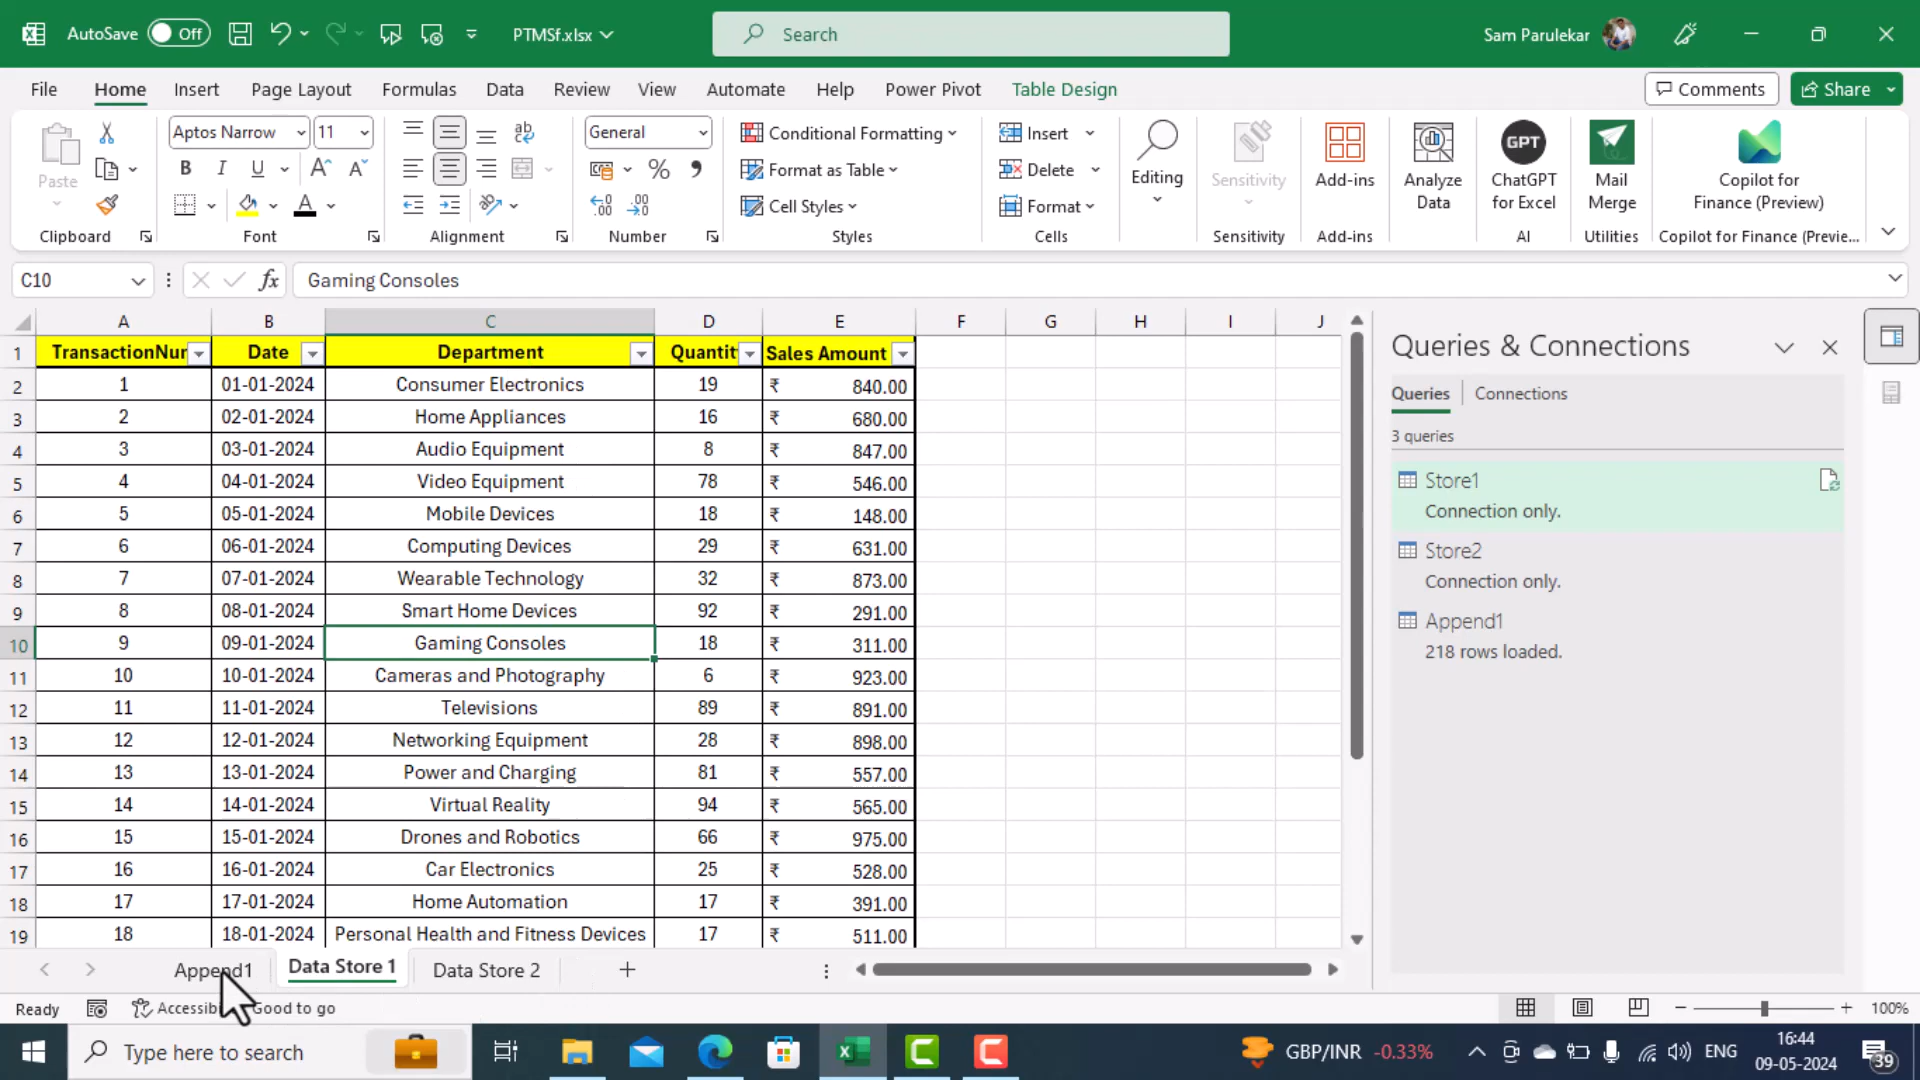 AutoSave Off PTMSf.xlsx Search Sam Parulekar
File Home Insert Page Layout Formulas Data Review View Automate Help Power Pivot Table Design Comments Share
Paste Aptos Narrow 11 General Conditional Formatting Format as Table Cell Styles Insert Delete Format Editing Sensitivity Add-ins Analyze Data GPT ChatGPT for Excel Mail Merge Copilot for Finance (Preview)
Clipboard Font Alignment Number Styles Cells Sensitivity Add-ins AI Utilities Copilot for Finance (Previe...
C10 fx Gaming Consoles
A B C D E F G H I J
1 TransactionNur Date Department Quantit Sales Amount
2 1 01-01-2024 Consumer Electronics 19 ₹ 840.00
3 2 02-01-2024 Home Appliances 16 ₹ 680.00
4 3 03-01-2024 Audio Equipment 8 ₹ 847.00
5 4 04-01-2024 Video Equipment 78 ₹ 546.00
6 5 05-01-2024 Mobile Devices 18 ₹ 148.00
7 6 06-01-2024 Computing Devices 29 ₹ 631.00
8 7 07-01-2024 Wearable Technology 32 ₹ 873.00
9 8 08-01-2024 Smart Home Devices 92 ₹ 291.00
10 9 09-01-2024 Gaming Consoles 18 ₹ 311.00
11 10 10-01-2024 Cameras and Photography 6 ₹ 923.00
12 11 11-01-2024 Televisions 89 ₹ 891.00
13 12 12-01-2024 Networking Equipment 28 ₹ 898.00
14 13 13-01-2024 Power and Charging 81 ₹ 557.00
15 14 14-01-2024 Virtual Reality 94 ₹ 565.00
16 15 15-01-2024 Drones and Robotics 66 ₹ 975.00
17 16 16-01-2024 Car Electronics 25 ₹ 528.00
18 17 17-01-2024 Home Automation 17 ₹ 391.00
19 18 18-01-2024 Personal Health and Fitness Devices 17 ₹ 511.00
Queries & Connections
Queries Connections
3 queries
Store1
Connection only.
Store2
Connection only.
Append1
218 rows loaded.
Append1 Data Store 1 Data Store 2
Ready Good to go 100%
Type here to search GBP/INR -0.33% ENG 16:44
09-05-2024 39